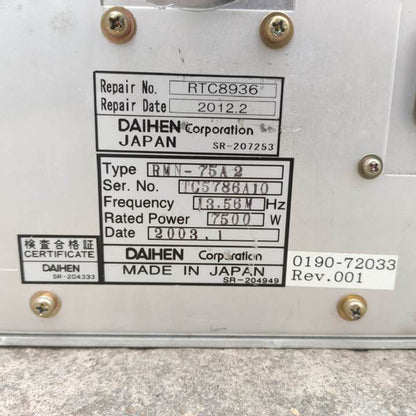 Repair No. RTC8936
Repair Date 2012.2
DAIHEN Corporation
JAPAN SR-207253
Type RMN-75A2
Ser. No. TC5786A10
Frequency 13.56M Hz
Rated Power 7500 W
Date 2003.1
DAIHEN Corporation
MADE IN JAPAN
SR-204949
検査合格証
CERTIFICATE
DAIHEN
SR-204333
0190-72033
Rev.001